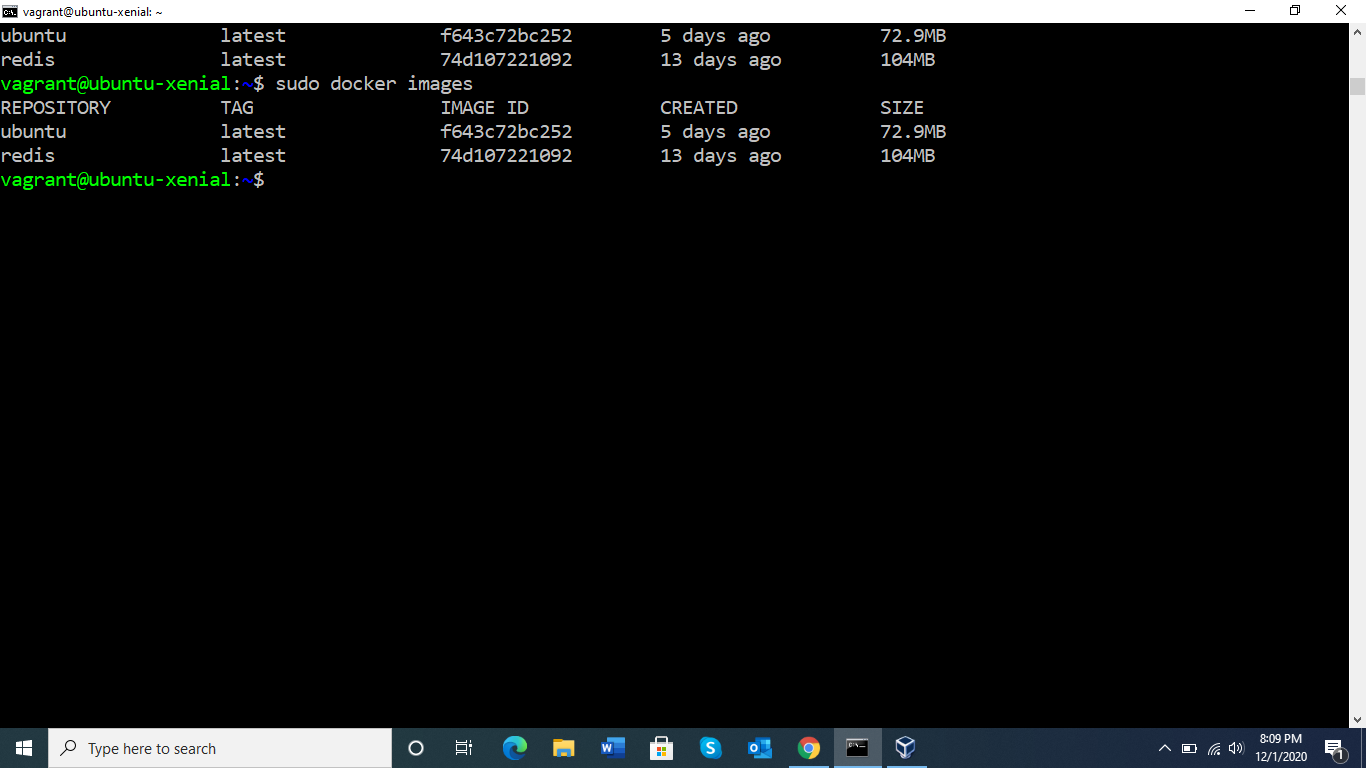 vagrant@ubuntu-xenial: ~
ubuntu              latest              f643c72bc252        5 days ago          72.9MB
redis               latest              74d107221092        13 days ago         104MB
vagrant@ubuntu-xenial:~$ sudo docker images
REPOSITORY          TAG                 IMAGE ID            CREATED             SIZE
ubuntu              latest              f643c72bc252        5 days ago          72.9MB
redis               latest              74d107221092        13 days ago         104MB
vagrant@ubuntu-xenial:~$
Type here to search
8:09 PM
12/1/2020
1